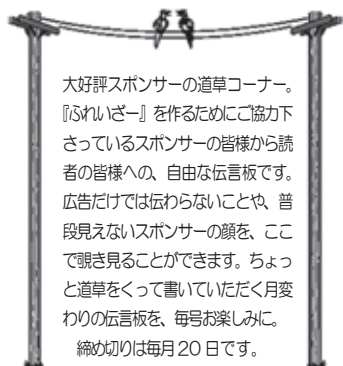 大好評スポンサーの道草コーナー。
『ふれいざー』を作るためにご協力下
さっているスポンサーの皆様から読
者の皆様への、自由な伝言板です。
広告だけでは伝わらないことや、普
段見えないスポンサーの顔を、ここ
で覗き見ることができます。ちょっ
と道草をくって書いていただく月変
わりの伝言板を、毎号お楽しみに。
締め切りは毎月20日です。